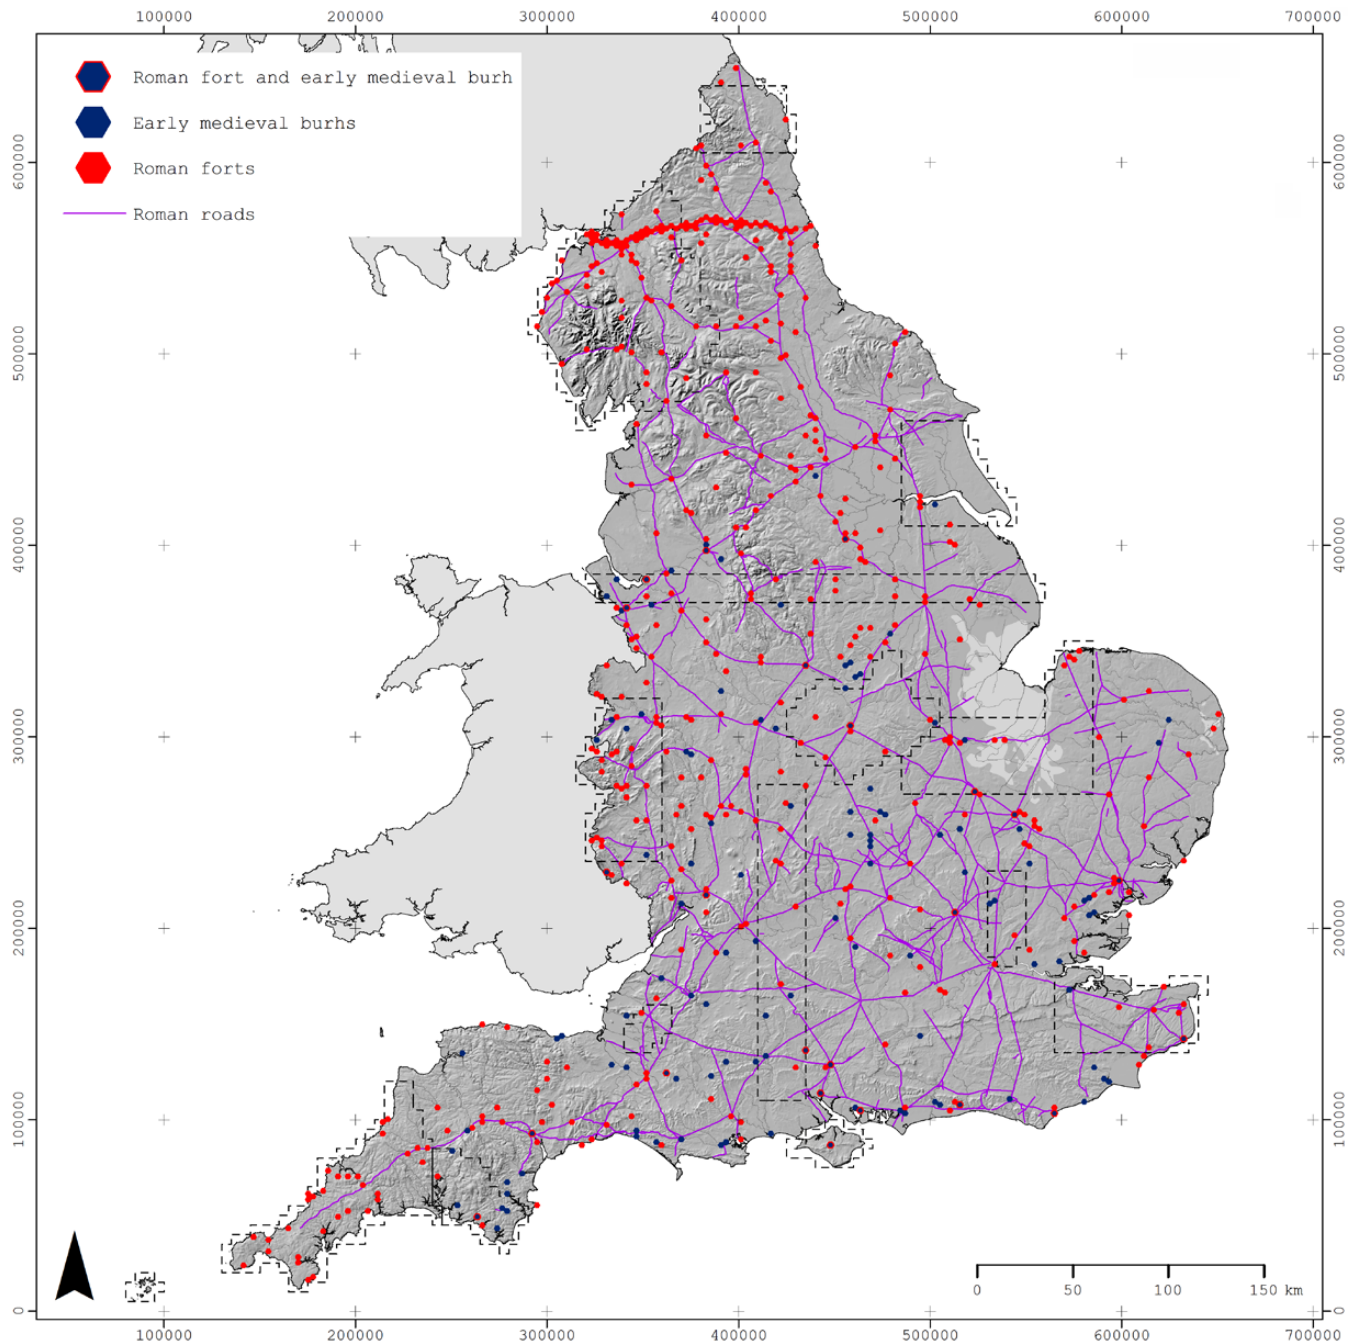 100000 200000 300000 400000 500000 600000 700000
Roman fort and early medieval burh
Early medieval burhs
Roman forts
Roman roads
600000 600000
500000 500000
400000 400000
300000 300000
200000 200000
100000 100000
0 50 100 150 km
0 0
100000 200000 300000 400000 500000 600000 700000